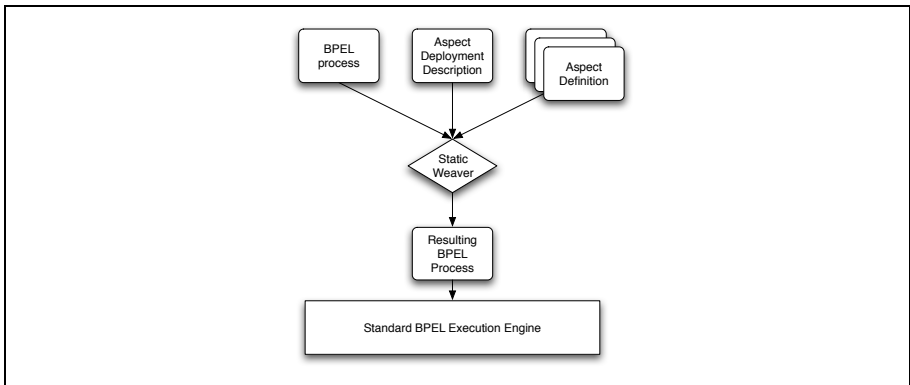 BPEL
process
Aspect
Deployment
Description
Aspect
Definition
Static
Weaver
Resulting
BPEL
Process
Standard BPEL Execution Engine